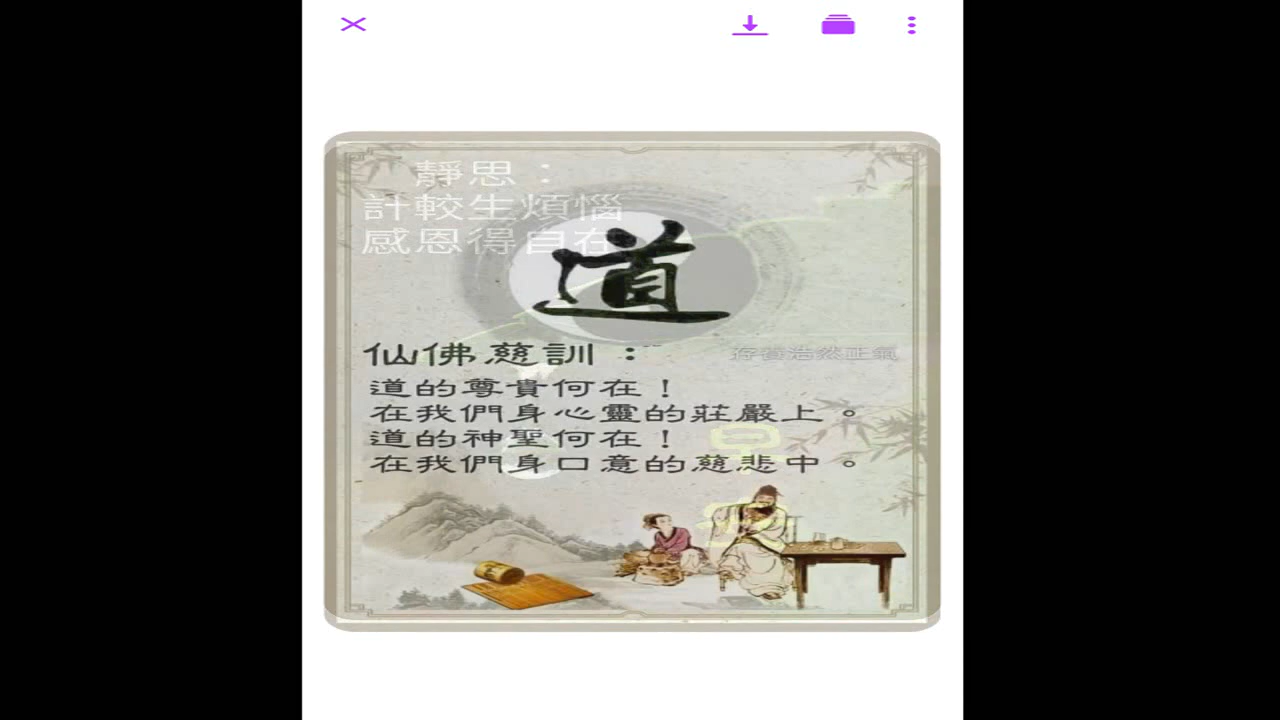 靜思：
計較生煩惱
感恩得自在
道
仙佛慈訓：
存養浩然正氣
道的尊貴何在！
在我們身心靈的莊嚴上。
道的神聖何在！
在我們身口意的慈悲中。
早
安